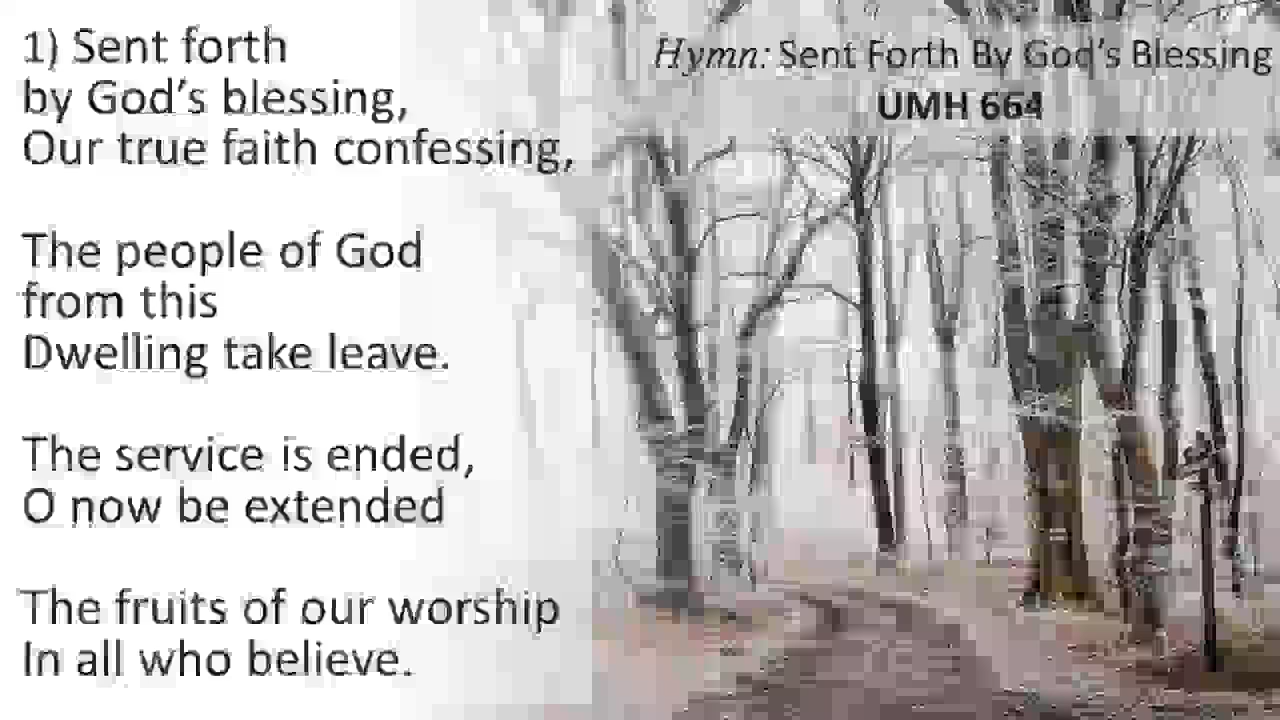 1) Sent forth
by God's blessing,
Our true faith confessing,
The people of God
from this
Dwelling take leave.
The service is ended,
O now be extended
The fruits of our worship
In all who believe.
Hymn: Sent Forth By God's Blessing
UMH 664